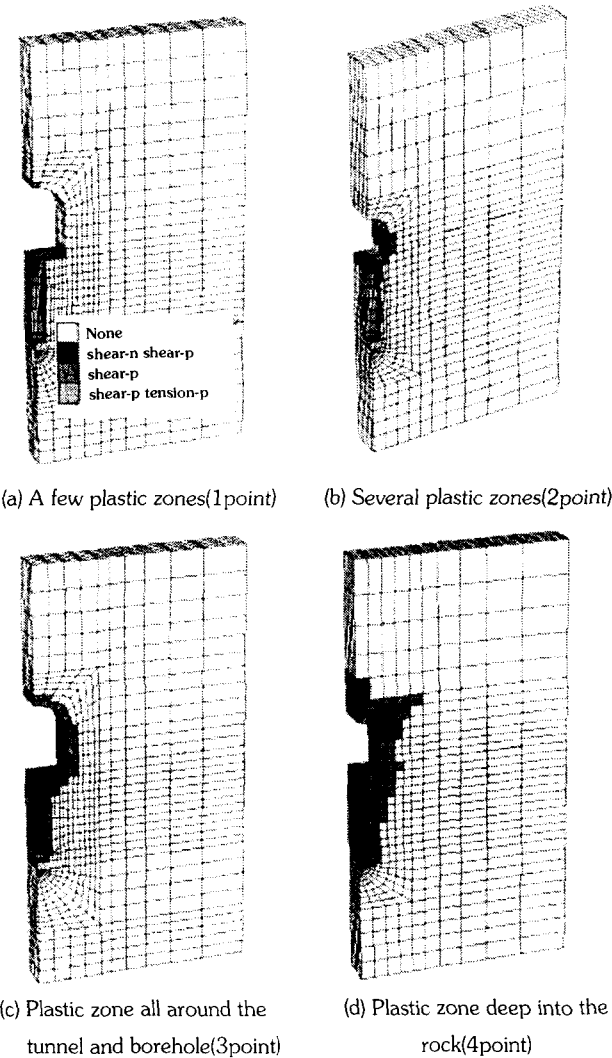 None
shear-n shear-p
shear-p
shear-p tension-p
(a) A few plastic zones(1point)
(b) Several plastic zones(2point)
(c) Plastic zone all around the
tunnel and borehole(3point)
(d) Plastic zone deep into the
rock(4point)